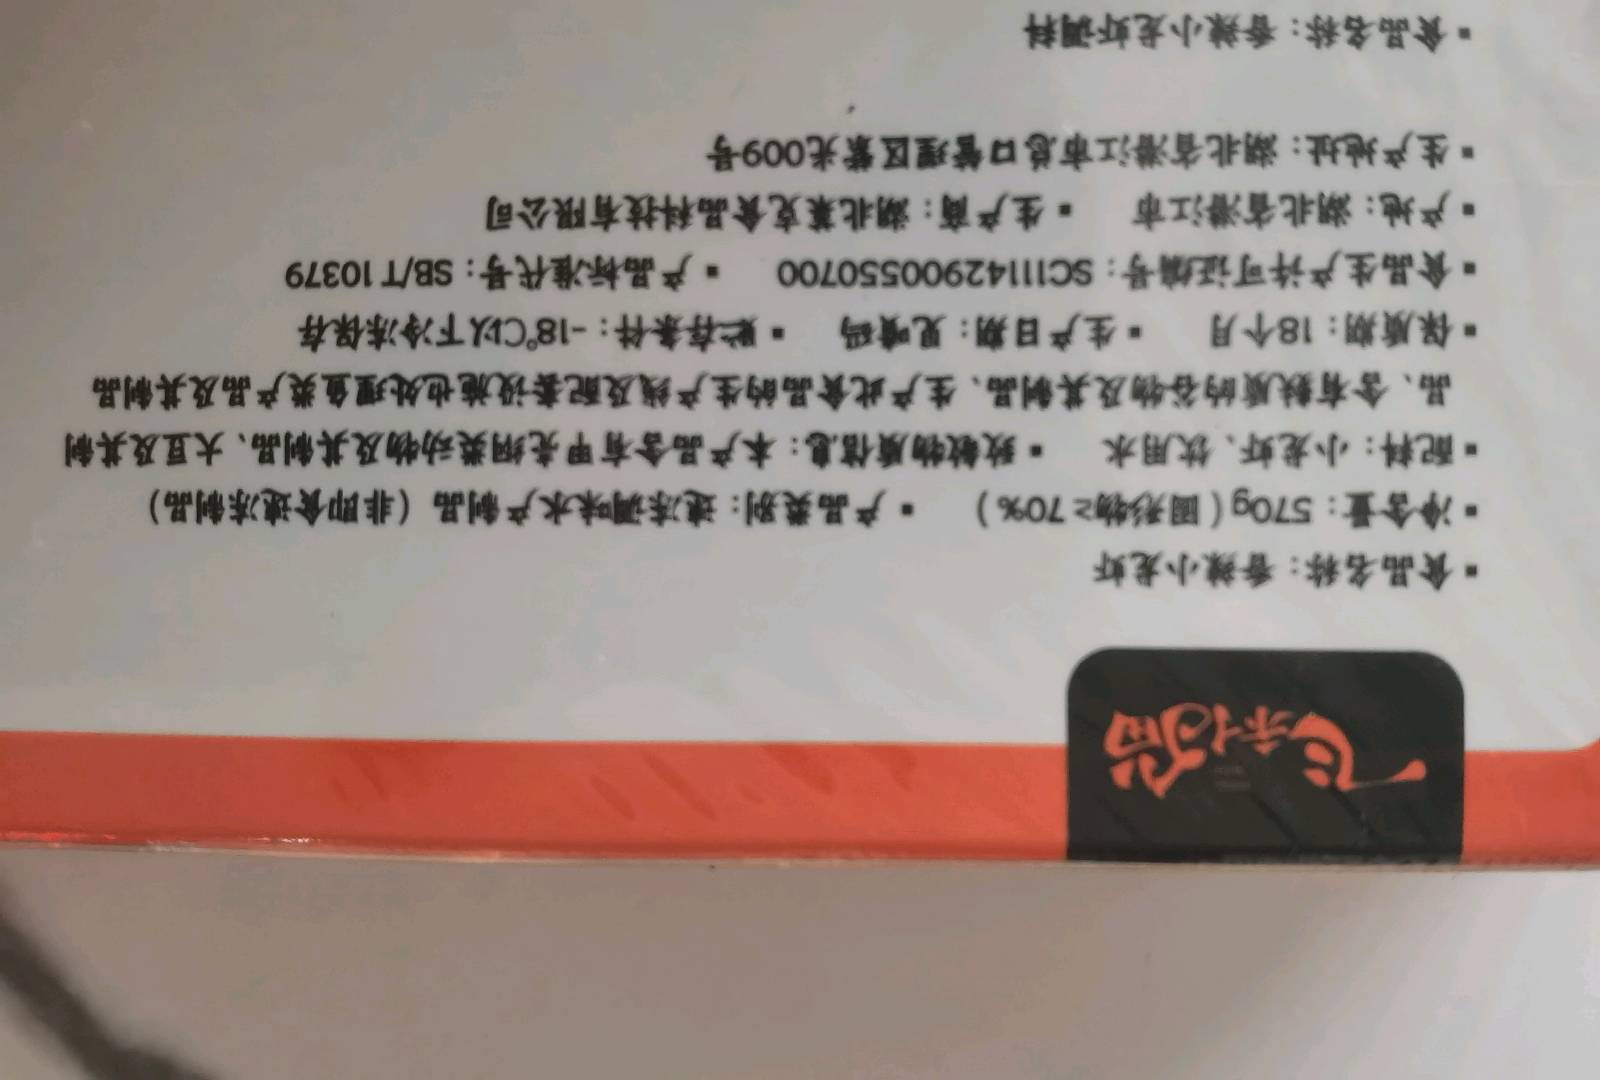 ▪ 食品名称：香辣小龙虾
▪ 净含量：570g（固形物≥70%） ▪ 产品类别：速冻调味水产制品（非即食速冻制品）
▪ 配料：小龙虾、饮用水 ▪ 致敏物质信息：本产品含有甲壳纲类动物及其制品、大豆及其制
品、含有麸质的谷物及其制品、生产此食品的生产线及配套设施也处理鱼类产品及其制品
▪ 保质期：18个月 ▪ 生产日期：见喷码 ▪ 贮存条件：-18℃以下冷冻保存
▪ 食品生产许可证编号：SC11142900550700 ▪ 产品标准代号：SB/T 10379
▪ 产地：湖北省潜江市 ▪ 生产商：湖北莱克食品科技有限公司
▪ 生产地址：湖北省潜江市总口管理区紫光009号
▪ 食品名称：香辣小龙虾调料